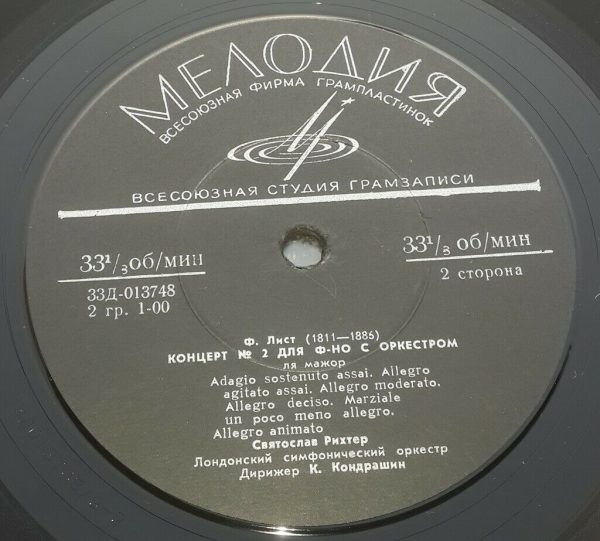 МЕЛОДИЯ
ВСЕСОЮЗНАЯ ФИРМА ГРАМПЛАСТИНОК
ВСЕСОЮЗНАЯ СТУДИЯ ГРАМЗАПИСИ
33¹/₃ об/мин
33Д-013748
2 гр. 1-00
33¹/₃ об/мин
2 сторона
Ф. Лист (1811—1886)
КОНЦЕРТ № 2 ДЛЯ Ф-НО С ОРКЕСТРОМ
ля мажор
Adagio sostenuto assai. Allegro
agitato assai. Allegro moderato.
Allegro deciso. Marziale
un poco meno allegro.
Allegro animato
Святослав Рихтер
Лондонский симфонический оркестр
Дирижер К. Кондрашин